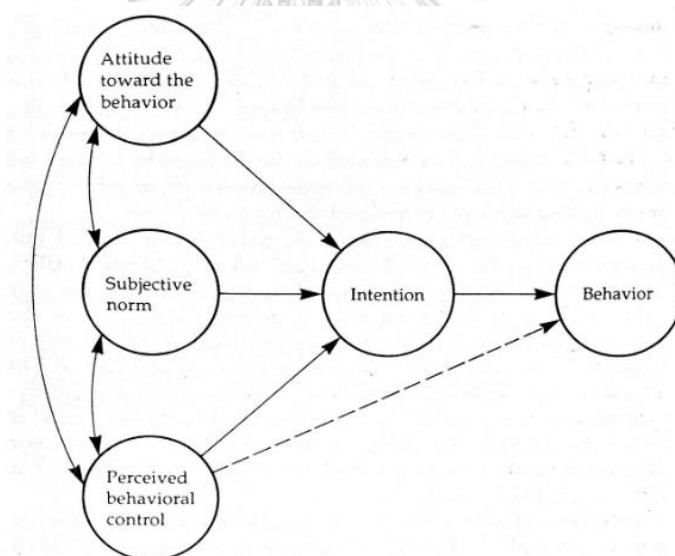 Attitude
toward the
behavior
Subjective
norm
Intention
Behavior
Perceived
behavioral
control